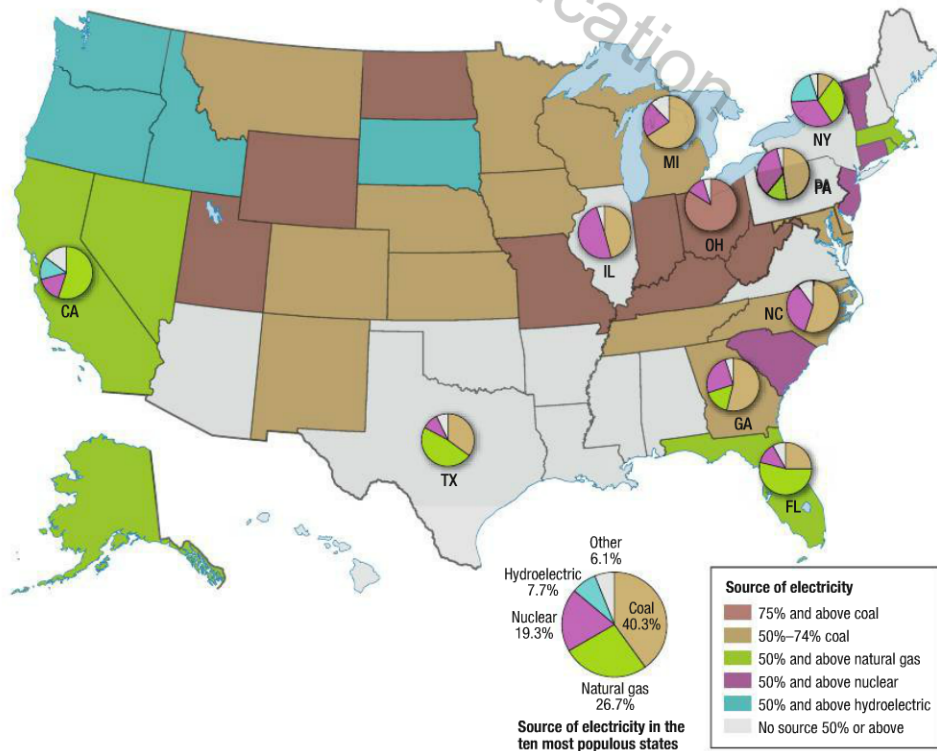 cation
MI
NY
PA
OH
IL
CA
NC
GA
TX
FL
Other
6.1%
Hydroelectric
7.7%
Nuclear
19.3%
Coal
40.3%
Natural gas
26.7%
Source of electricity in the
ten most populous states
Source of electricity
75% and above coal
50%–74% coal
50% and above natural gas
50% and above nuclear
50% and above hydroelectric
No source 50% or above